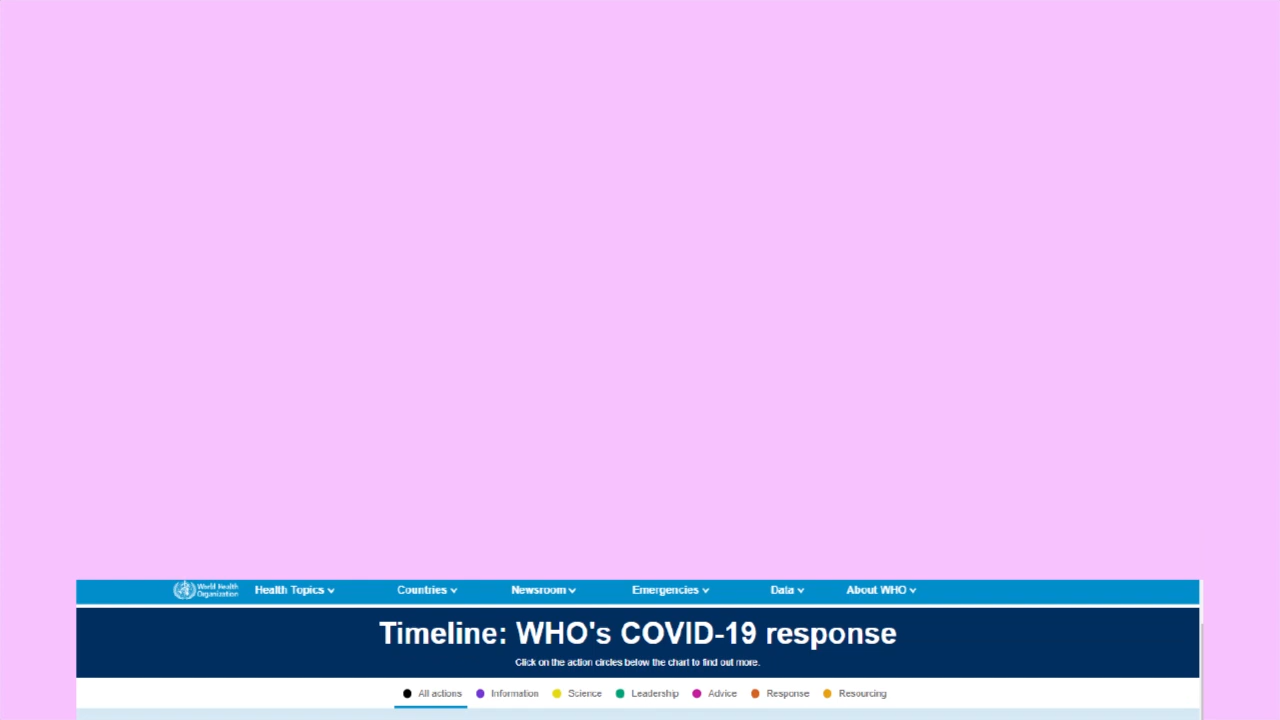 World Health
Organization
Health Topics Countries Newsroom Emergencies Data About WHO
Timeline: WHO's COVID-19 response
Click on the action circles below the chart to find out more.
All actions Information Science Leadership Advice Response Resourcing